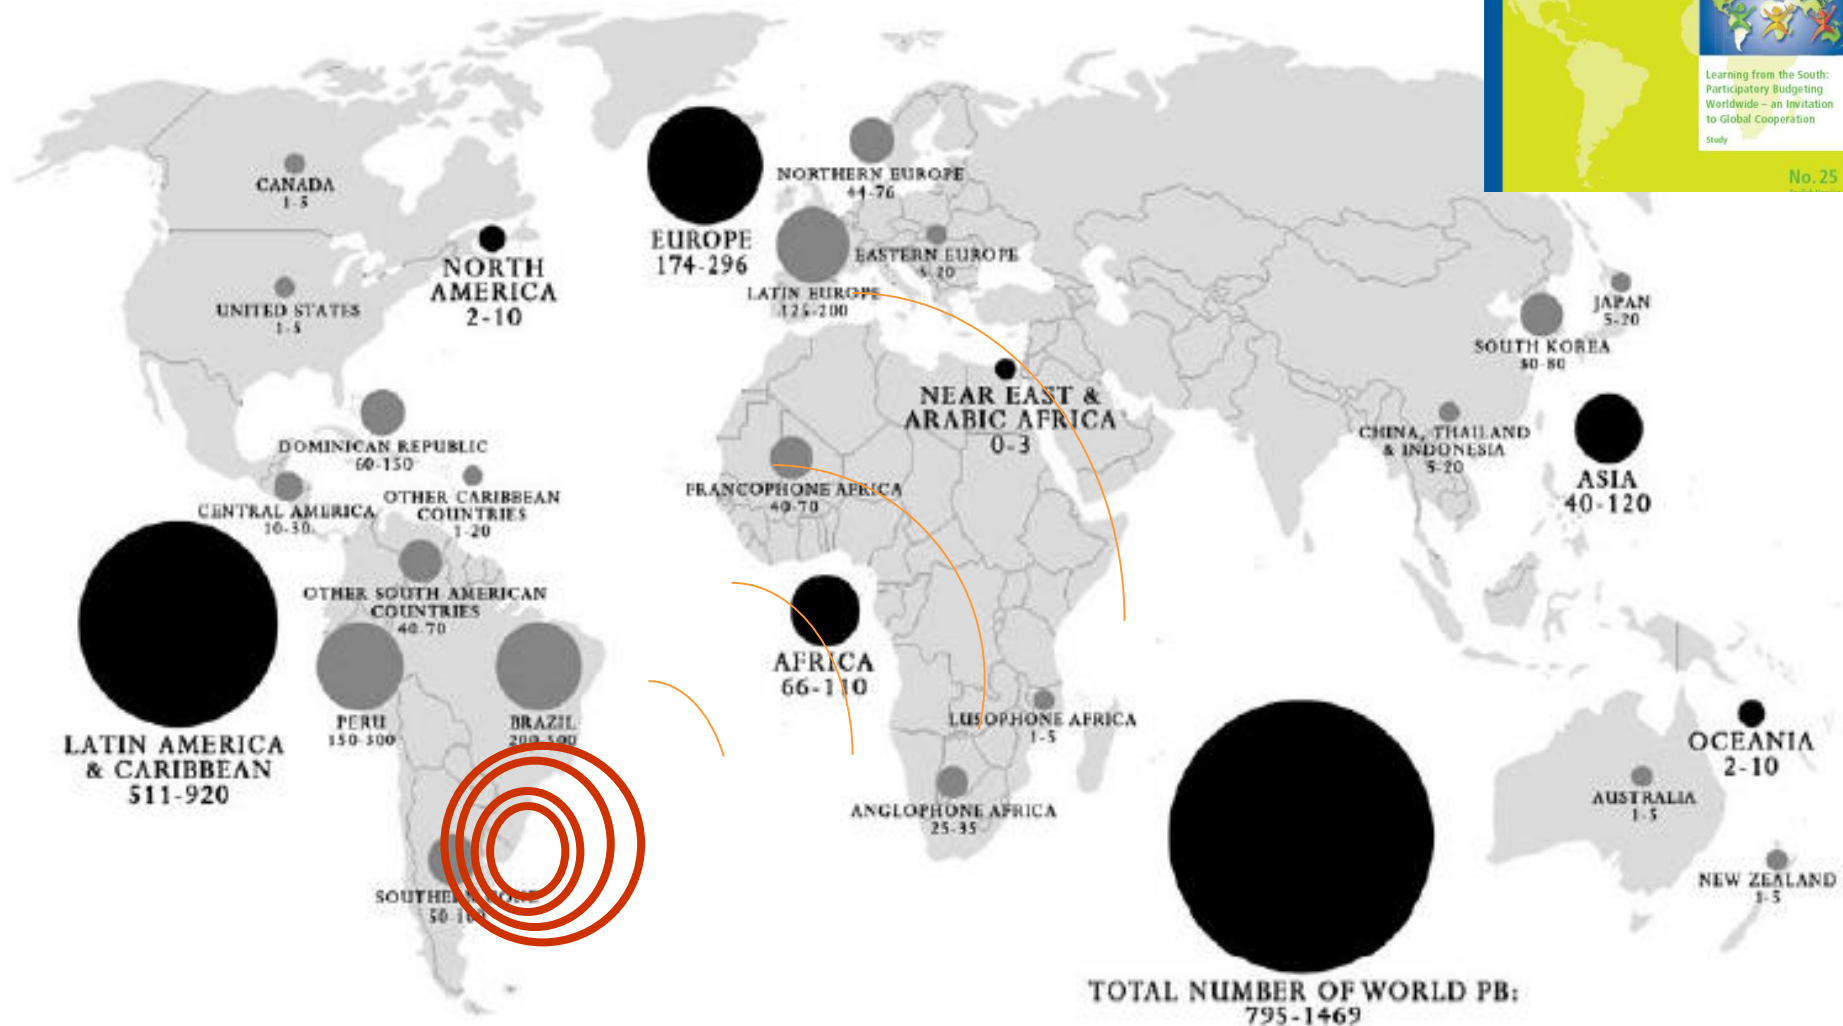 Learning from the South:
Participatory Budgeting
Worldwide – an Invitation
to Global Cooperation
Study
No. 25
CANADA
1-5
NORTH
AMERICA
2-10
UNITED STATES
1-5
EUROPE
174-296
NORTHERN EUROPE
44-76
EASTERN EUROPE
5-20
LATIN EUROPE
125-200
JAPAN
5-20
SOUTH KOREA
CHINA, THAILAND
& INDONESIA
5-20
ASIA
40-120
NEAR EAST &
ARABIC AFRICA
0-3
DOMINICAN REPUBLIC
60-150
CENTRAL AMERICA
10-30
OTHER CARIBBEAN
COUNTRIES
1-20
FRANCOPHONE AFRICA
40-70
OTHER SOUTH AMERICAN
COUNTRIES
40-70
LATIN AMERICA
& CARIBBEAN
511-920
PERU
150-300
BRAZIL
AFRICA
66-110
LUSOPHONE AFRICA
1-5
ANGLOPHONE AFRICA
25-35
OCEANIA
2-10
AUSTRALIA
1-5
NEW ZEALAND
1-5
SOUTHERN CONE
TOTAL NUMBER OF WORLD PB:
795-1469